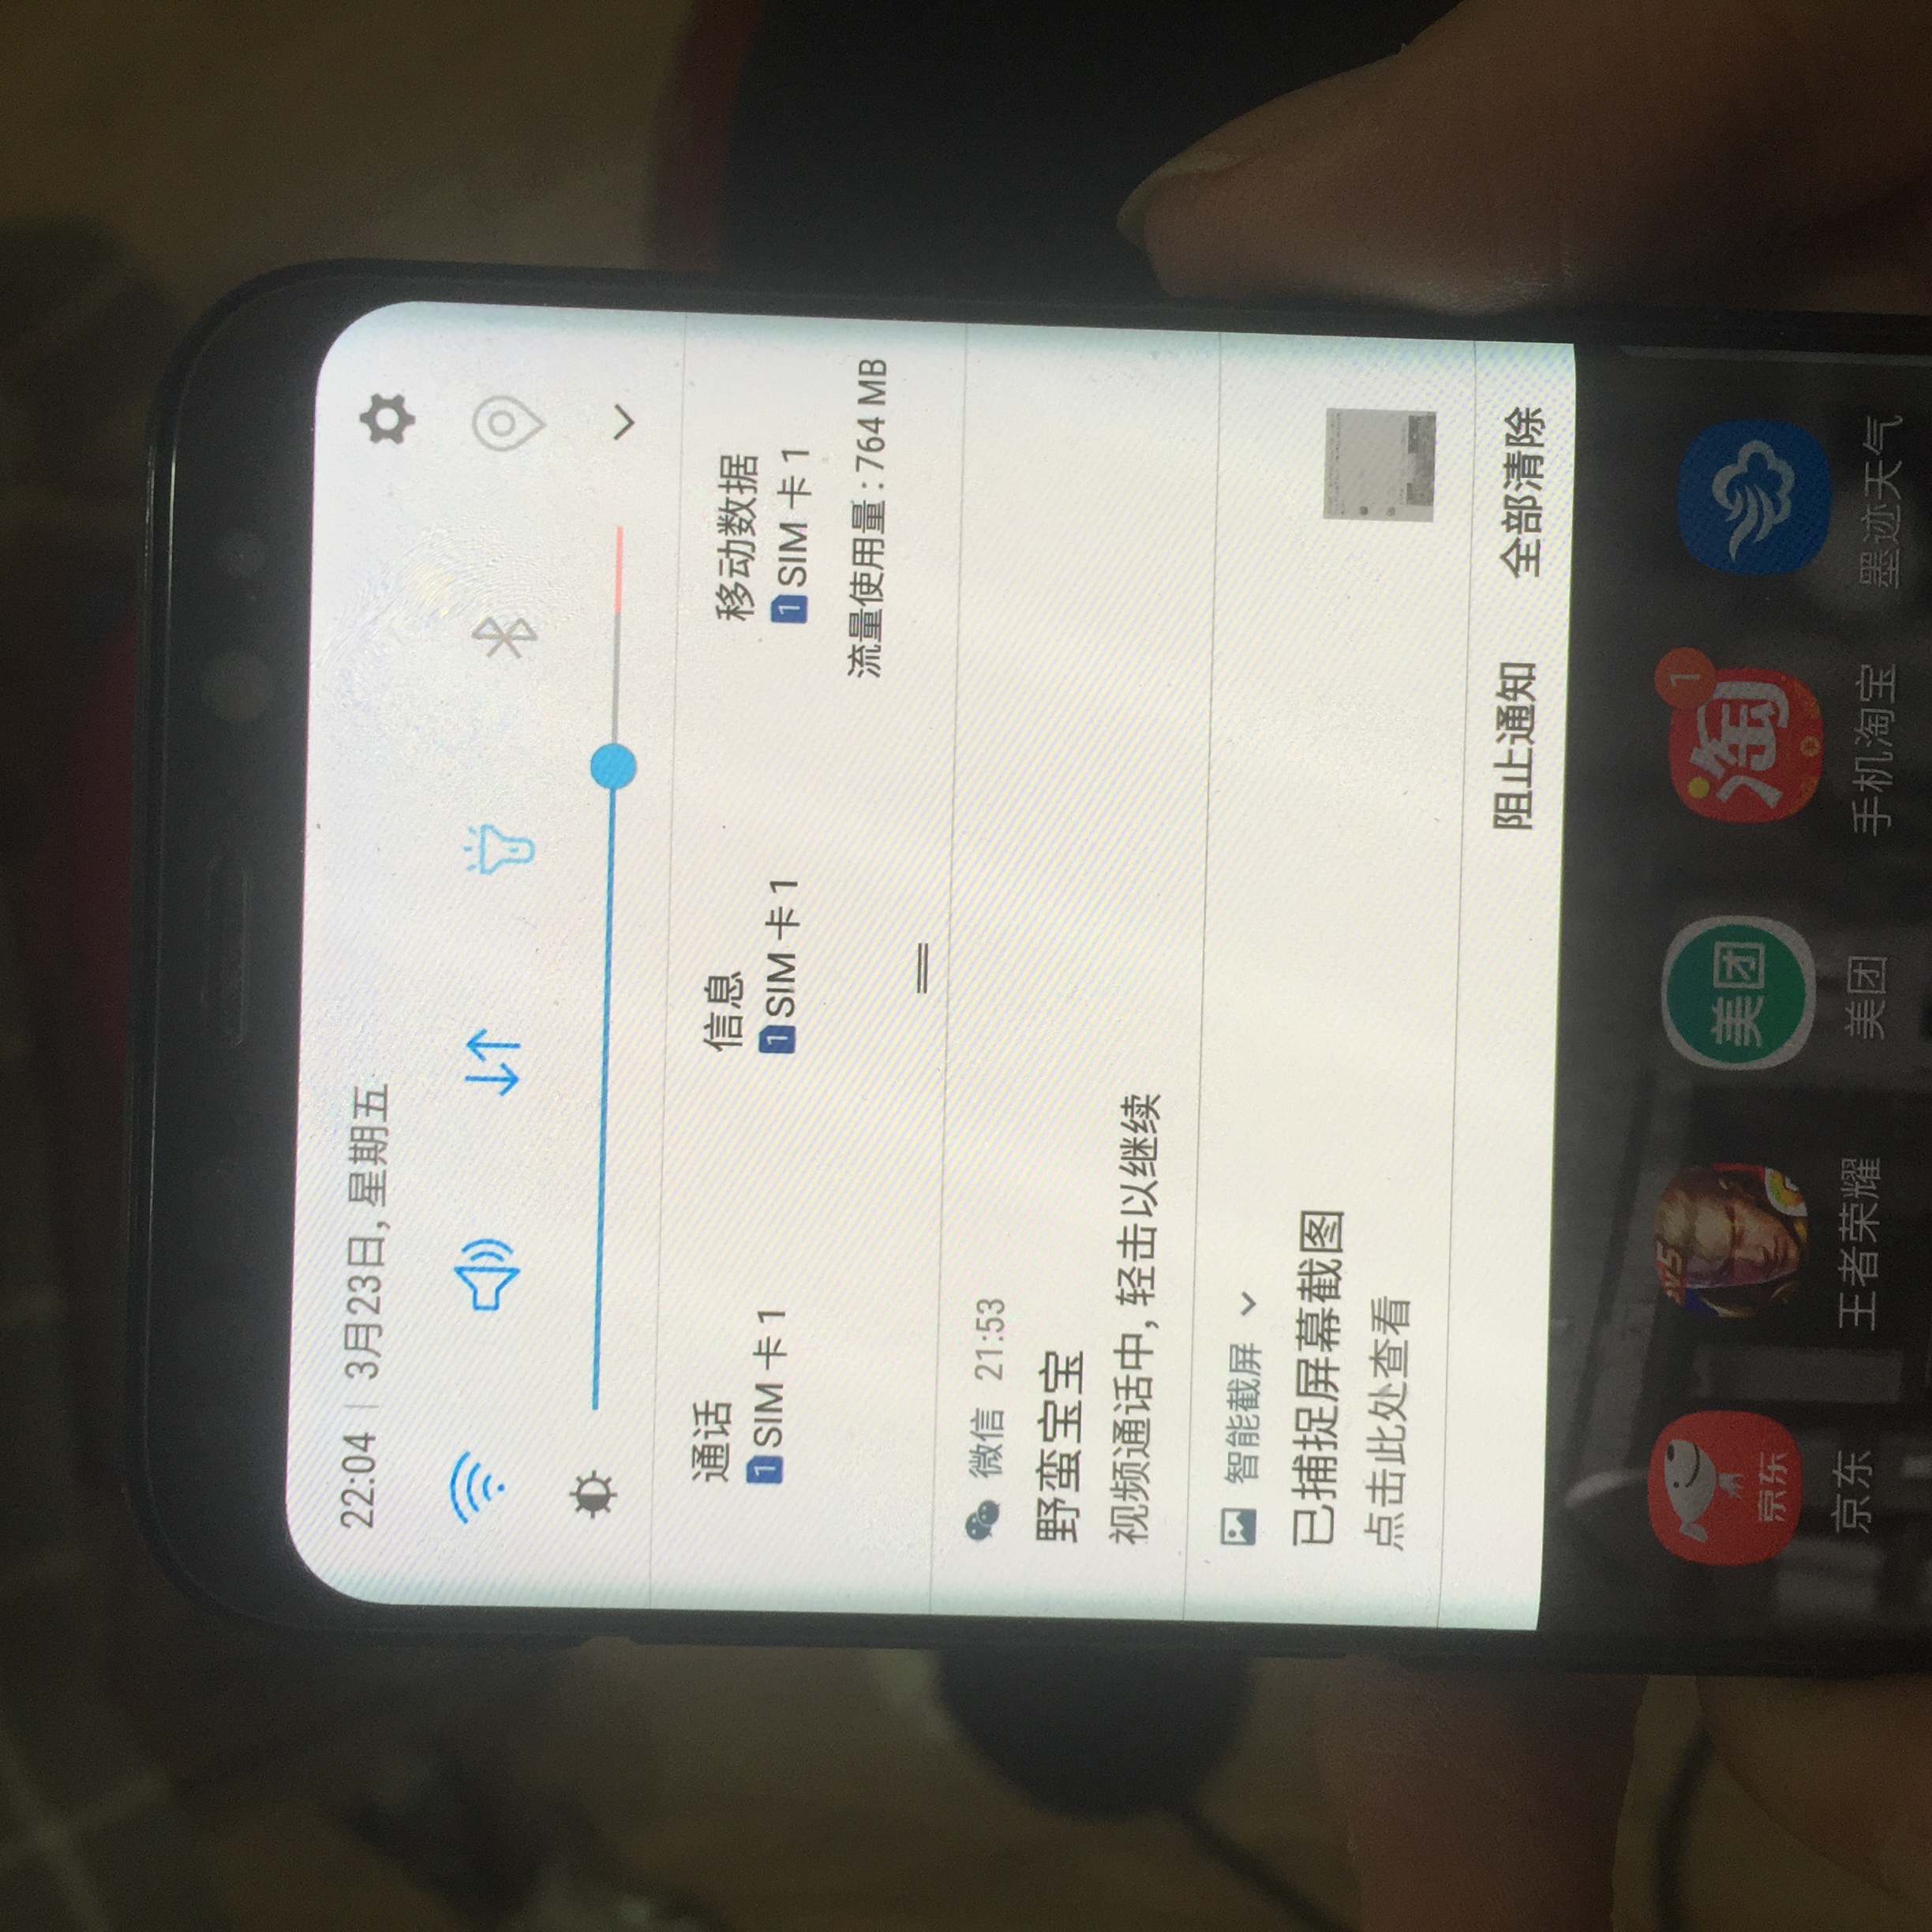 22:04 | 3月23日, 星期五
通话
信息
移动数据
1 SIM 卡 1
1 SIM 卡 1
1 SIM 卡 1
流量使用量 : 764 MB
微信 21:53
野蛮宝宝
视频通话中, 轻击以继续
智能截屏
已捕捉屏幕截图
点击此处查看
阻止通知
全部清除
5V5
京东
美团
淘
1
京东
王者荣耀
美团
手机淘宝
墨迹天气